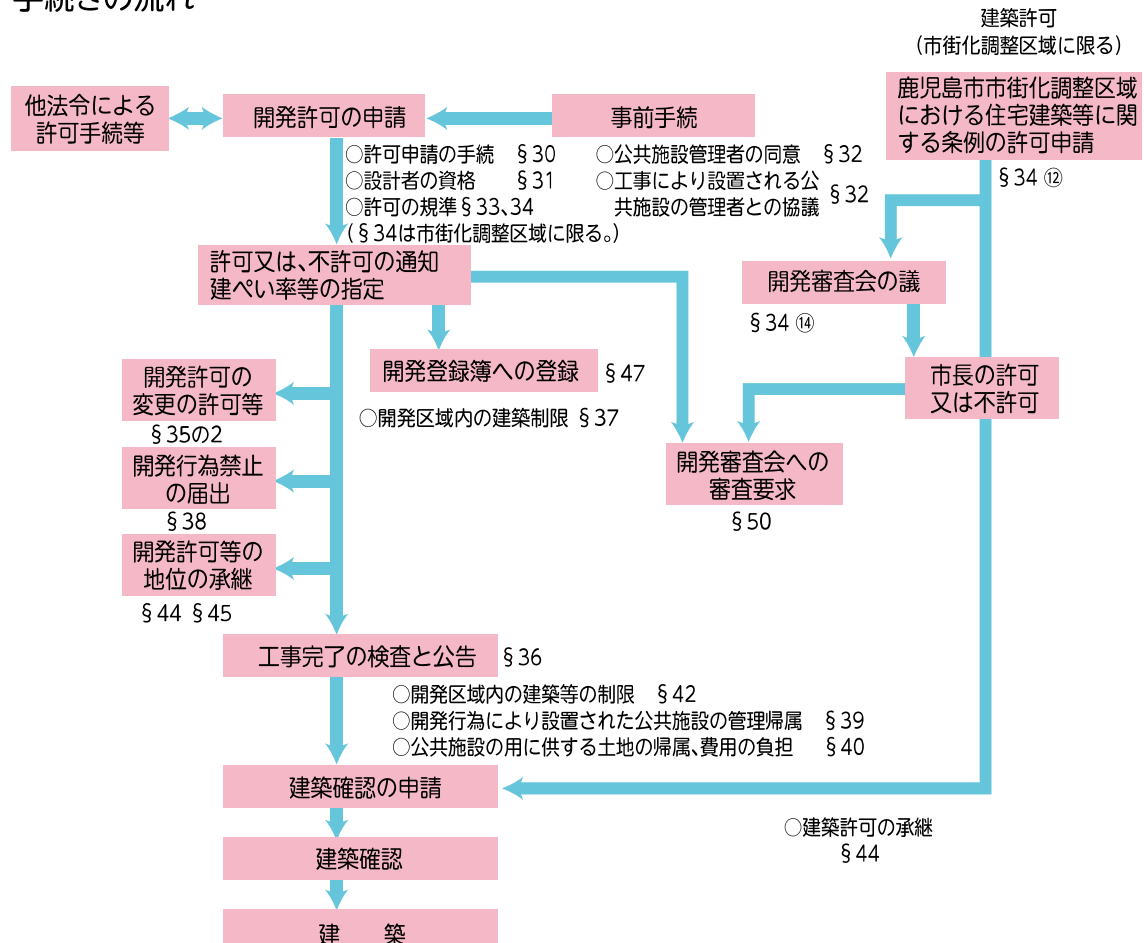 手続きの流れ
建築許可
(市街化調整区域に限る)
他法令による
許可手続等
開発許可の申請
事前手続
鹿児島市市街化調整区域
における住宅建築等に関
する条例の許可申請
§34 ⑫
○許可申請の手続 §30
○設計者の資格 §31
○許可の規準§33、34
(§34は市街化調整区域に限る。)
○公共施設管理者の同意 §32
○工事により設置される公
共施設の管理者との協議 §32
許可又は、不許可の通知
建ぺい率等の指定
開発審査会の議
§34 ⑭
開発登録簿への登録 §47
○開発区域内の建築制限 §37
市長の許可
又は不許可
開発許可の
変更の許可等
§35の2
開発行為禁止
の届出
§38
開発審査会への
審査要求
§50
開発許可等の
地位の承継
§44 §45
工事完了の検査と公告 §36
○開発区域内の建築等の制限 §42
○開発行為により設置された公共施設の管理帰属 §39
○公共施設の用に供する土地の帰属、費用の負担 §40
建築確認の申請
○建築許可の承継
§44
建築確認
建 築